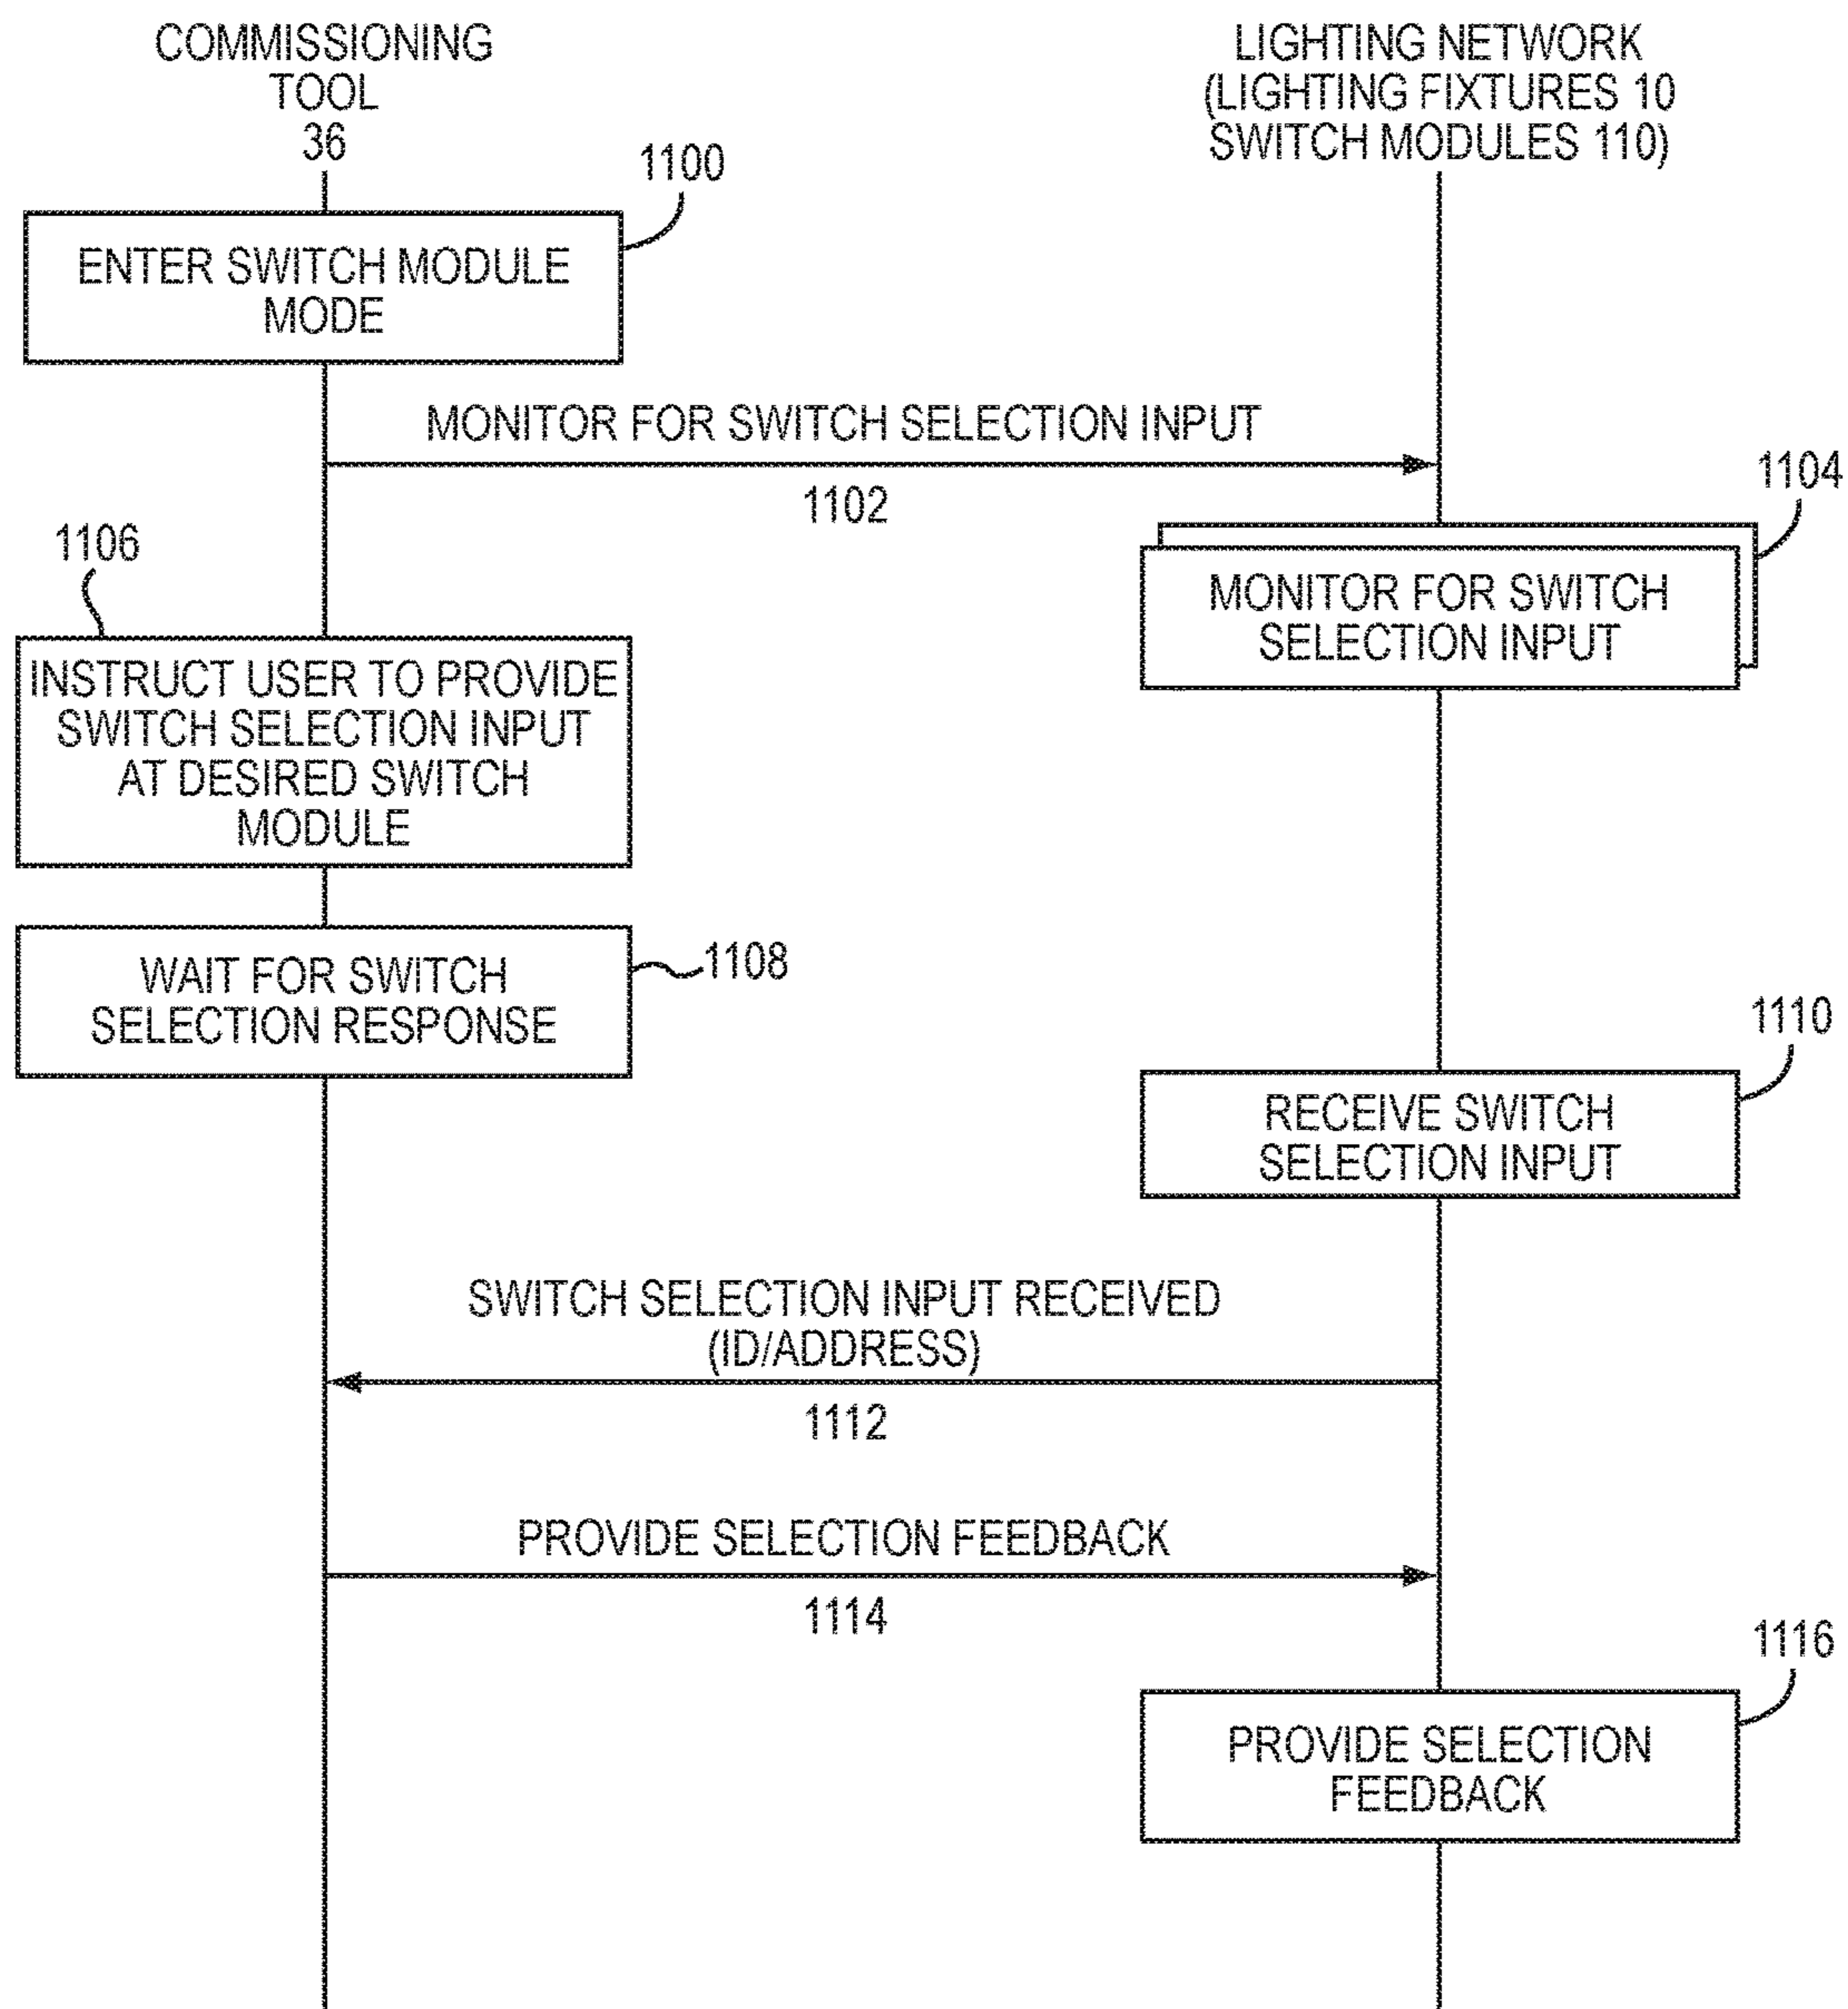 COMMISSIONING
TOOL
36
LIGHTING NETWORK
(LIGHTING FIXTURES 10
SWITCH MODULES 110)
1100
ENTER SWITCH MODULE
MODE
MONITOR FOR SWITCH SELECTION INPUT
1102
1104
MONITOR FOR SWITCH
SELECTION INPUT
1106
INSTRUCT USER TO PROVIDE
SWITCH SELECTION INPUT
AT DESIRED SWITCH
MODULE
WAIT FOR SWITCH
SELECTION RESPONSE
1108
1110
RECEIVE SWITCH
SELECTION INPUT
SWITCH SELECTION INPUT RECEIVED
(ID/ADDRESS)
1112
PROVIDE SELECTION FEEDBACK
1114
1116
PROVIDE SELECTION
FEEDBACK